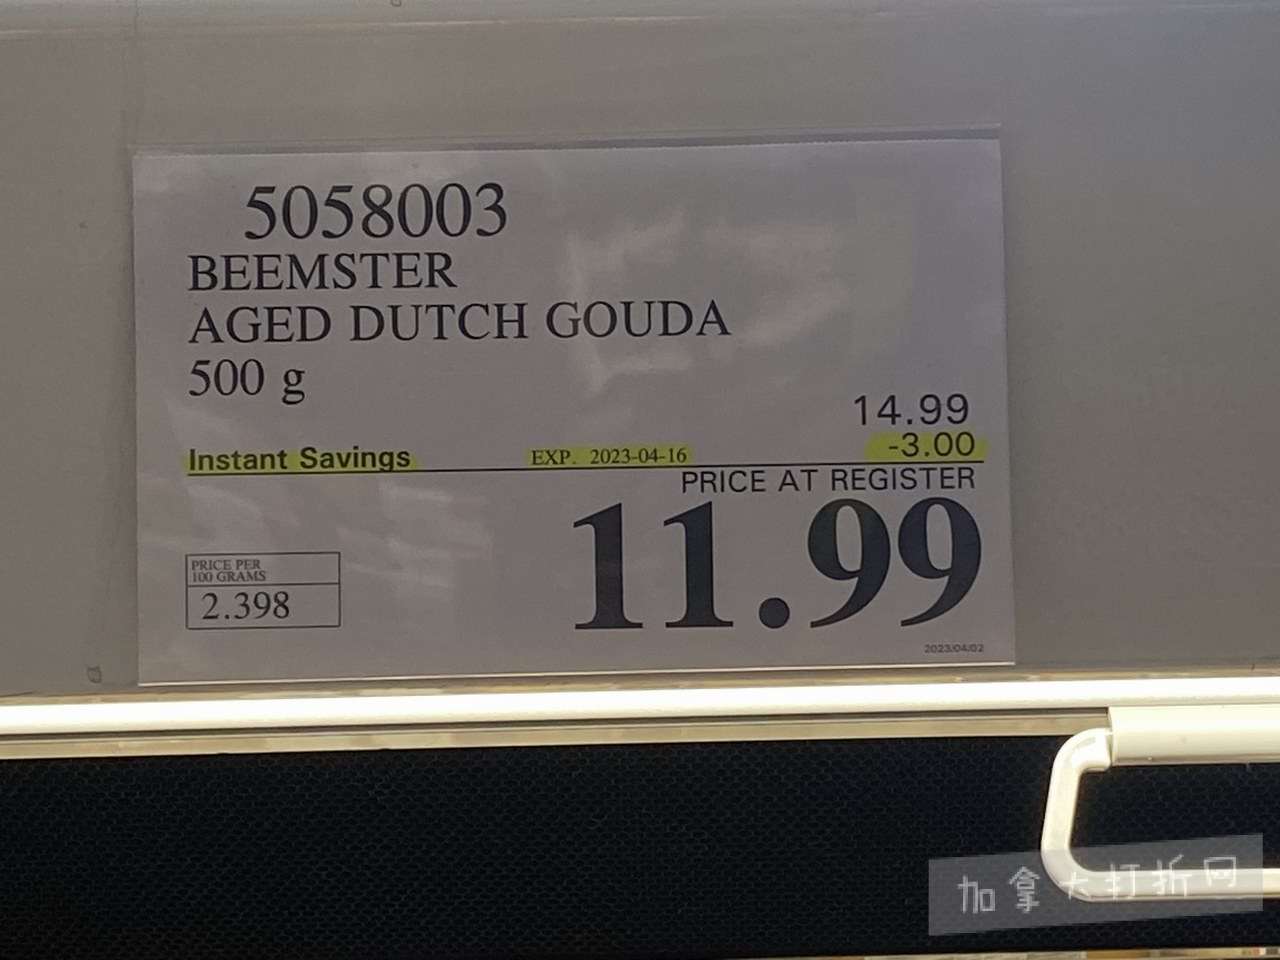 5058003
BEEMSTER
AGED DUTCH GOUDA
500 g
14.99
Instant Savings EXP. 2023-04-16 -3.00
PRICE AT REGISTER
11.99
PRICE PER
100 GRAMS
2.398
2023/04/02
加拿大打折网